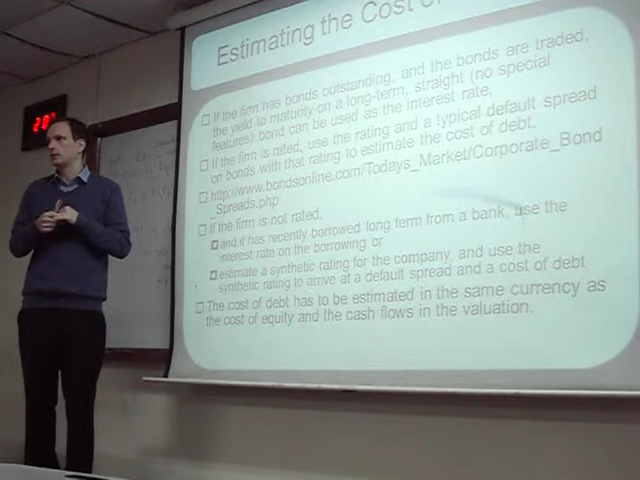 Estimating the Cost
If the firm has bonds outstanding, and the bonds are traded,
the yield to maturity on a long-term, straight (no special
features) bond can be used as the interest rate.
If the firm is rated, use the rating and a typical default spread
on bonds with that rating to estimate the cost of debt.
http://www.bondsonline.com/Todays_Market/Corporate_Bond
_Spreads.php
If the firm is not rated,
and it has recently borrowed long term from a bank, use the
interest rate on the borrowing or
estimate a synthetic rating for the company, and use the
synthetic rating to arrive at a default spread and a cost of debt
The cost of debt has to be estimated in the same currency as
the cost of equity and the cash flows in the valuation.